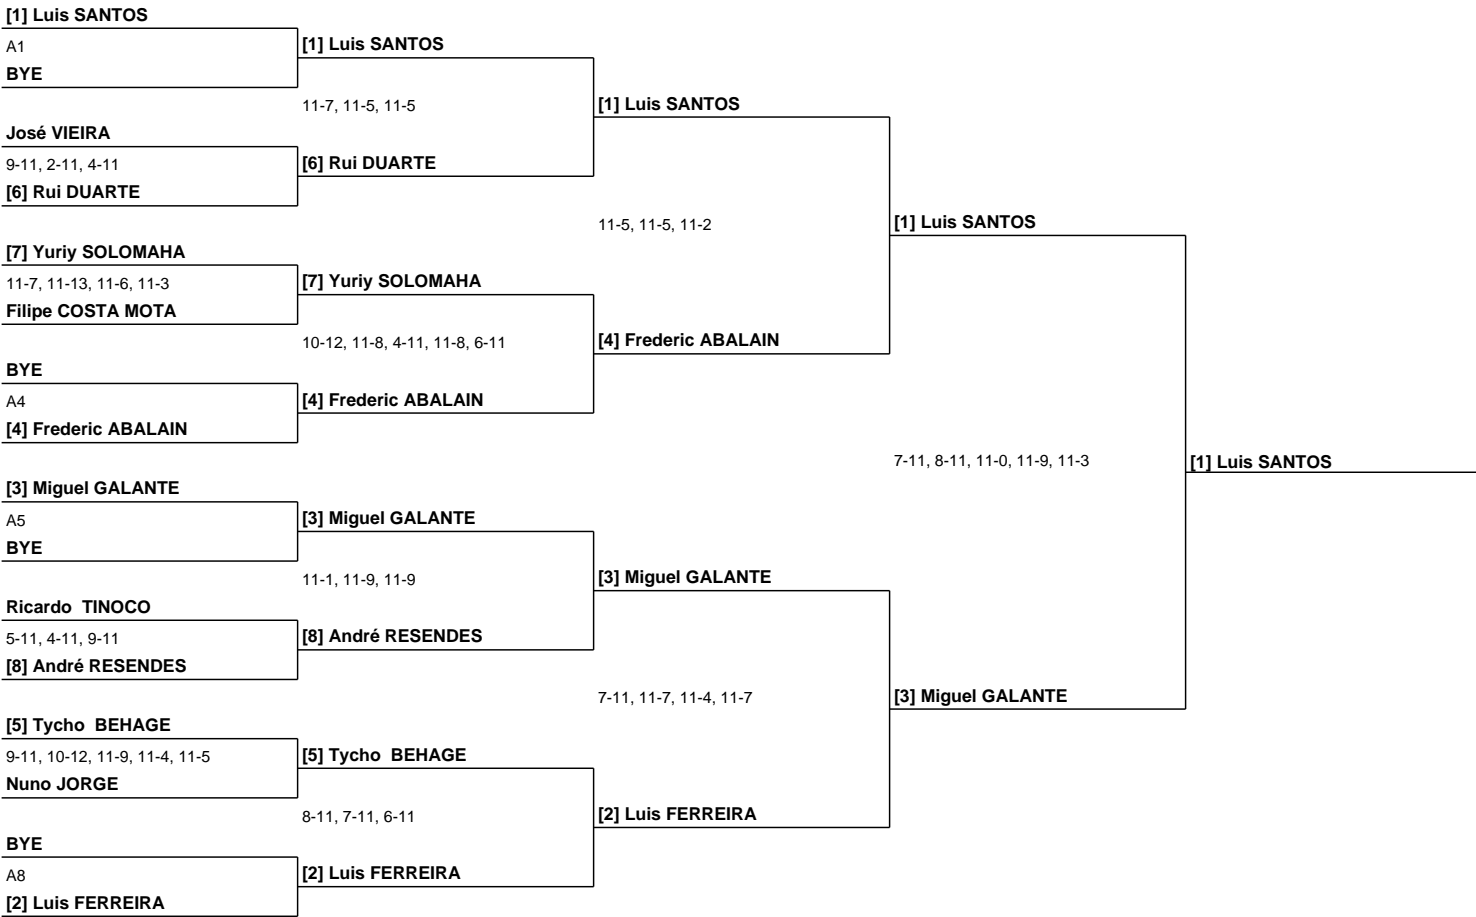 [1] Luis SANTOS
A1
BYE
José VIEIRA
9-11, 2-11, 4-11
[6] Rui DUARTE
[7] Yuriy SOLOMAHA
11-7, 11-13, 11-6, 11-3
Filipe COSTA MOTA
BYE
A4
[4] Frederic ABALAIN
[3] Miguel GALANTE
A5
BYE
Ricardo  TINOCO
5-11, 4-11, 9-11
[8] André RESENDES
[5] Tycho  BEHAGE
9-11, 10-12, 11-9, 11-4, 11-5
Nuno JORGE
BYE
A8
[2] Luis FERREIRA
[1] Luis SANTOS
11-7, 11-5, 11-5
[6] Rui DUARTE
[7] Yuriy SOLOMAHA
10-12, 11-8, 4-11, 11-8, 6-11
[4] Frederic ABALAIN
[3] Miguel GALANTE
11-1, 11-9, 11-9
[8] André RESENDES
[5] Tycho  BEHAGE
8-11, 7-11, 6-11
[2] Luis FERREIRA
[1] Luis SANTOS
11-5, 11-5, 11-2
[4] Frederic ABALAIN
[3] Miguel GALANTE
7-11, 11-7, 11-4, 11-7
[2] Luis FERREIRA
[1] Luis SANTOS
7-11, 8-11, 11-0, 11-9, 11-3
[3] Miguel GALANTE
[1] Luis SANTOS